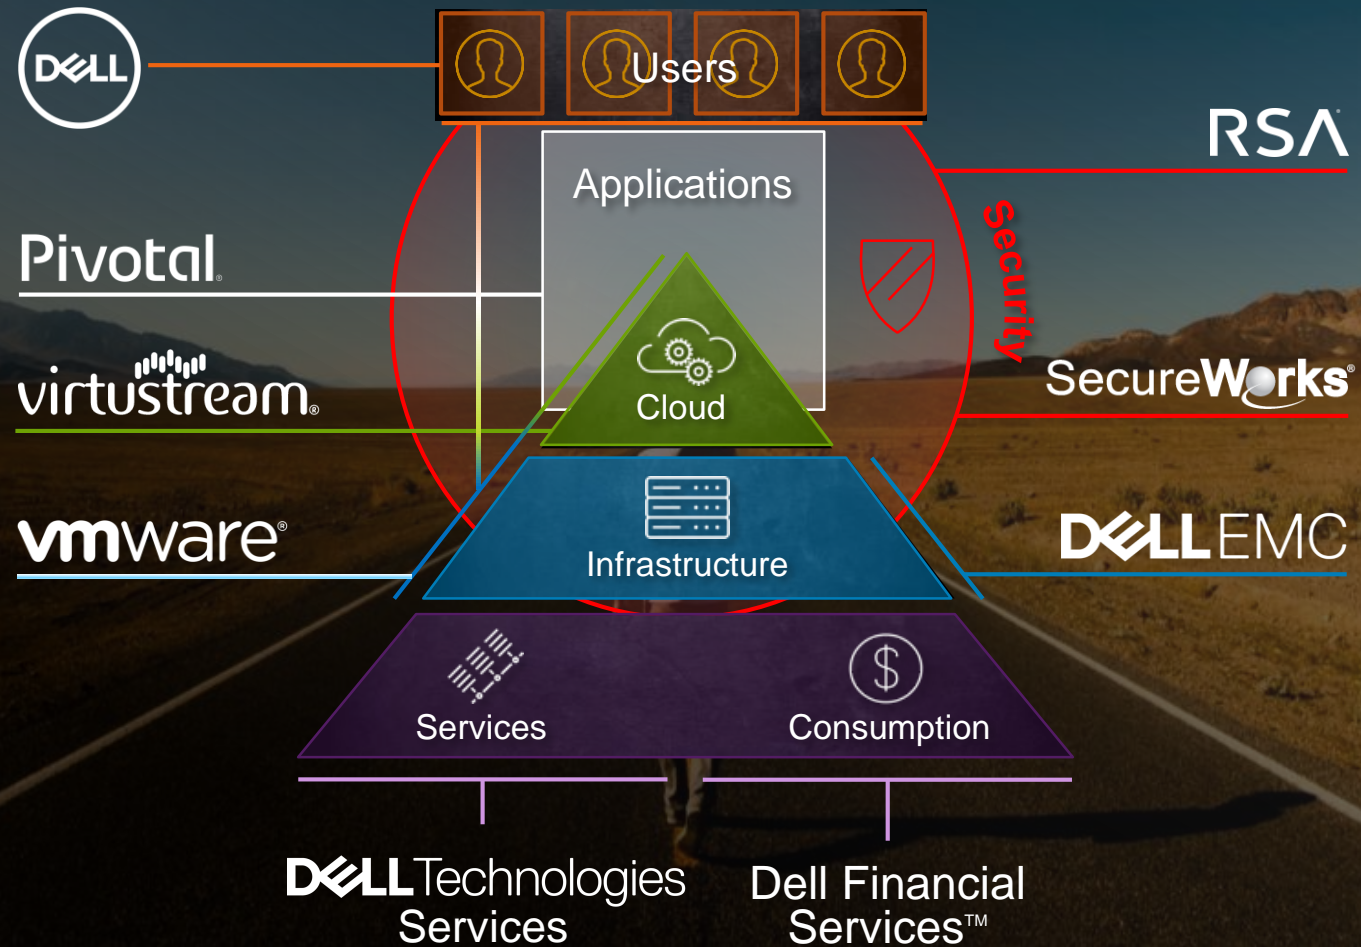 DELL
Users
RSA
Applications
Security
Pivotal®
virtustream®
Cloud
SecureWorks®
vmware®
Infrastructure
DELL EMC
Services
$
Consumption
DELL Technologies
Services
Dell Financial
Services™